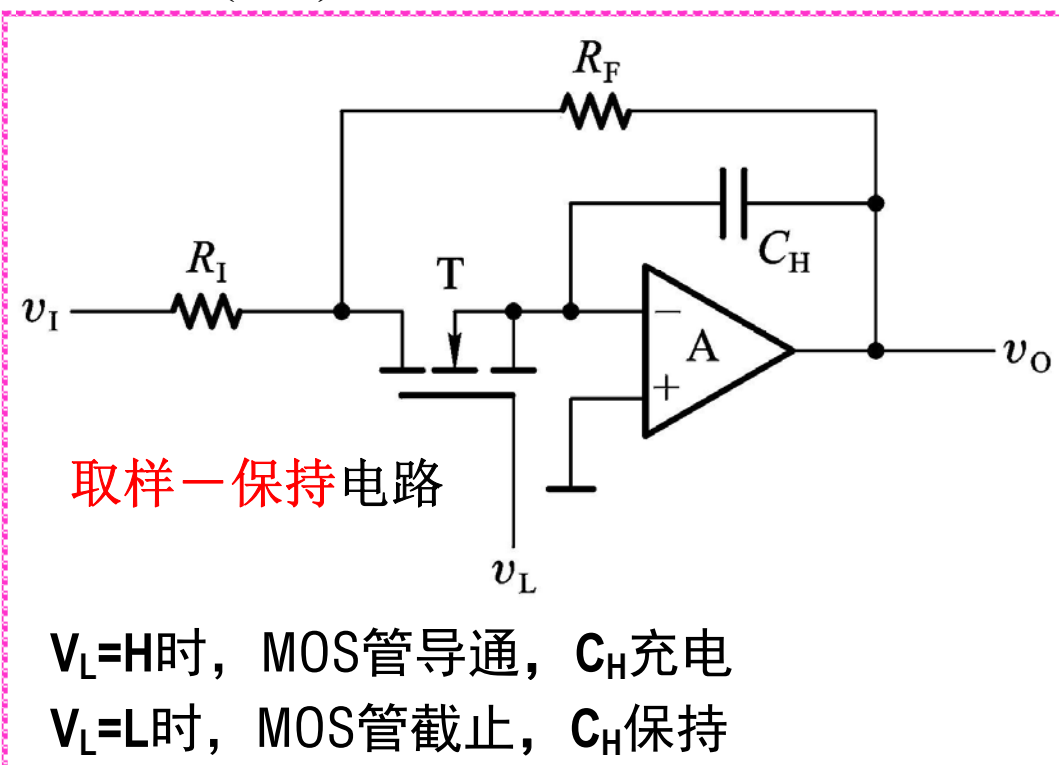 R_F
C_H
R_I
T
v_I
−
A
+
v_O
取样－保持电路
v_L
V_L=H时，MOS管导通，C_H充电
V_L=L时，MOS管截止，C_H保持